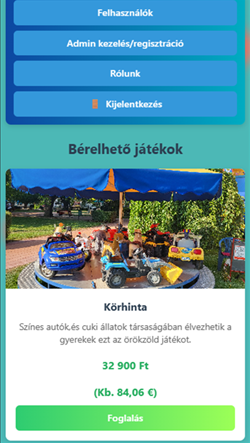 Felhasználók
Admin kezelés/regisztráció
Rólunk
Kijelentkezés
Bérelhető játékok
Körhinta
Színes autók,és cuki állatok társaságában élvezhetik a
gyerekek ezt az örökzöld játékot.
32 900 Ft
(Kb. 84,06 €)
Foglalás